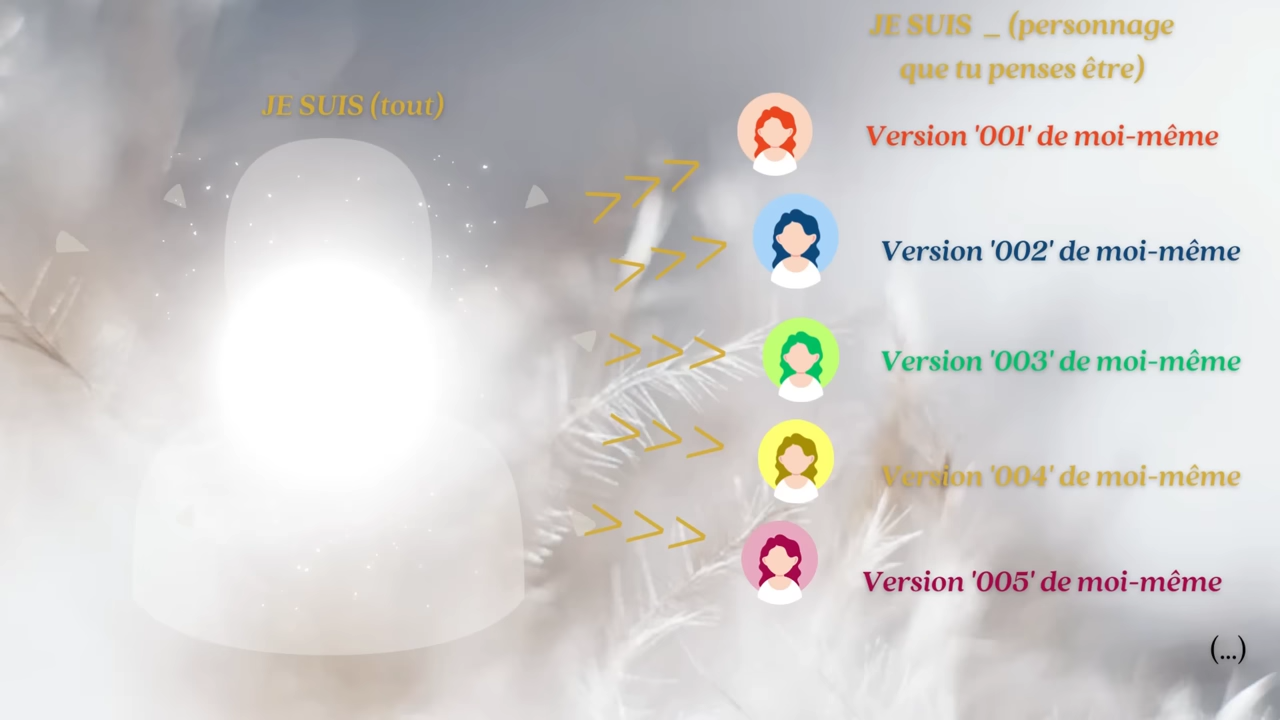 JE SUIS (tout)
JE SUIS _ (personnage
que tu penses être)
Version '001' de moi-même
Version '002' de moi-même
Version '003' de moi-même
Version '004' de moi-même
Version '005' de moi-même
(...)